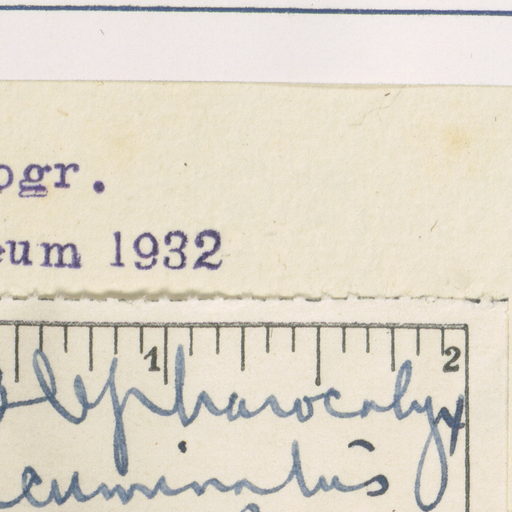 ogr.
eum 1932
1 2
Blepharocalyx
acuminatus